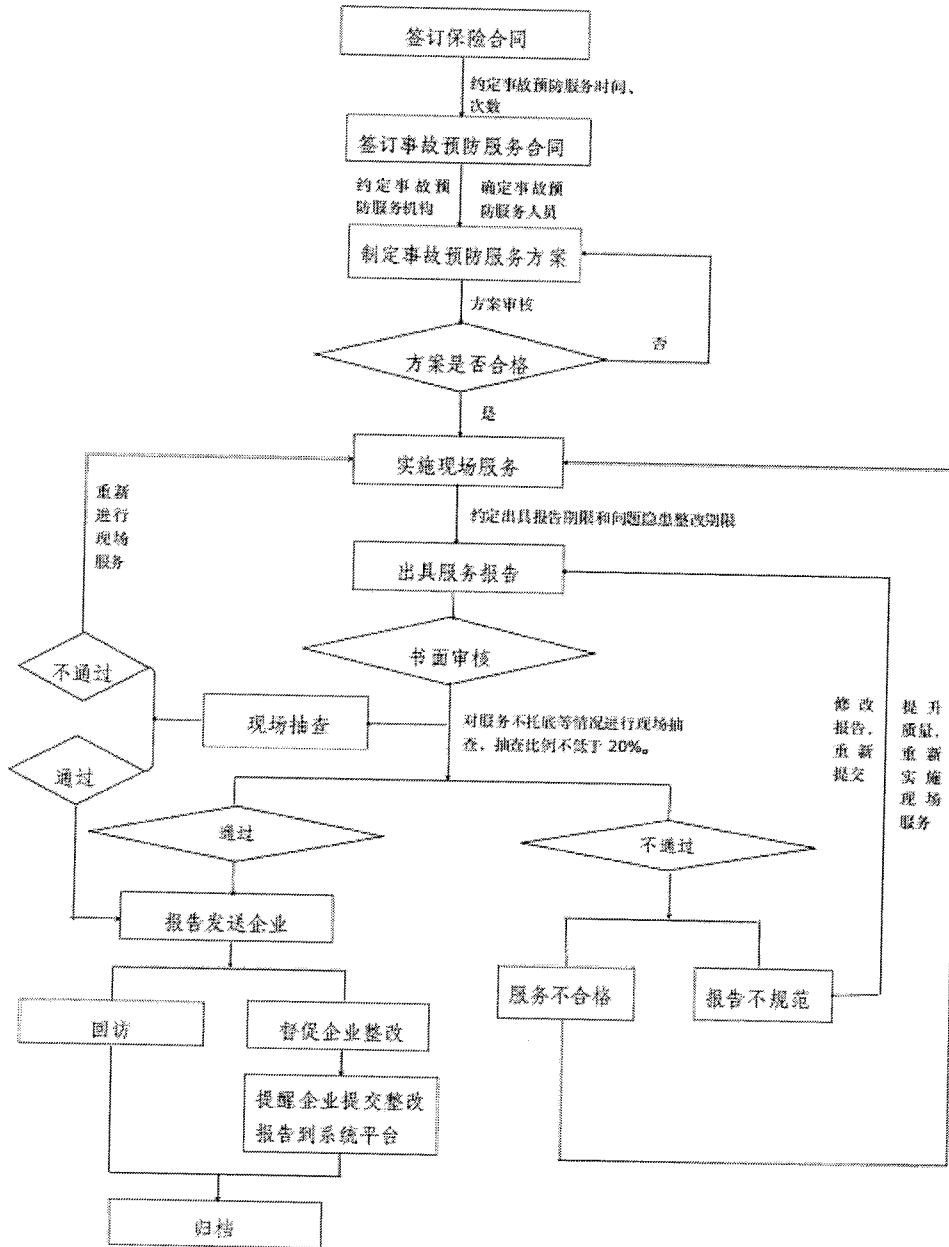 签订保险合同
约定事故预防服务时间、
次数
签订事故预防服务合同
约定事故预
防服务机构
确定事故预
防服务人员
制定事故预防服务方案
方案审核
方案是否合格
否
是
实施现场服务
重新
进行
现场
服务
约定出具报告期限和问题隐患整改期限
出具服务报告
书面审核
不通过
现场抽查
对服务不托底等情况进行现场抽
查，抽查比例不低于 20%。
修改
报告，
重新
提交
提升
质量，
重新
实施
现场
服务
通过
通过
不通过
报告发送企业
服务不合格
报告不规范
回访
督促企业整改
提醒企业提交整改
报告到系统平台
归档